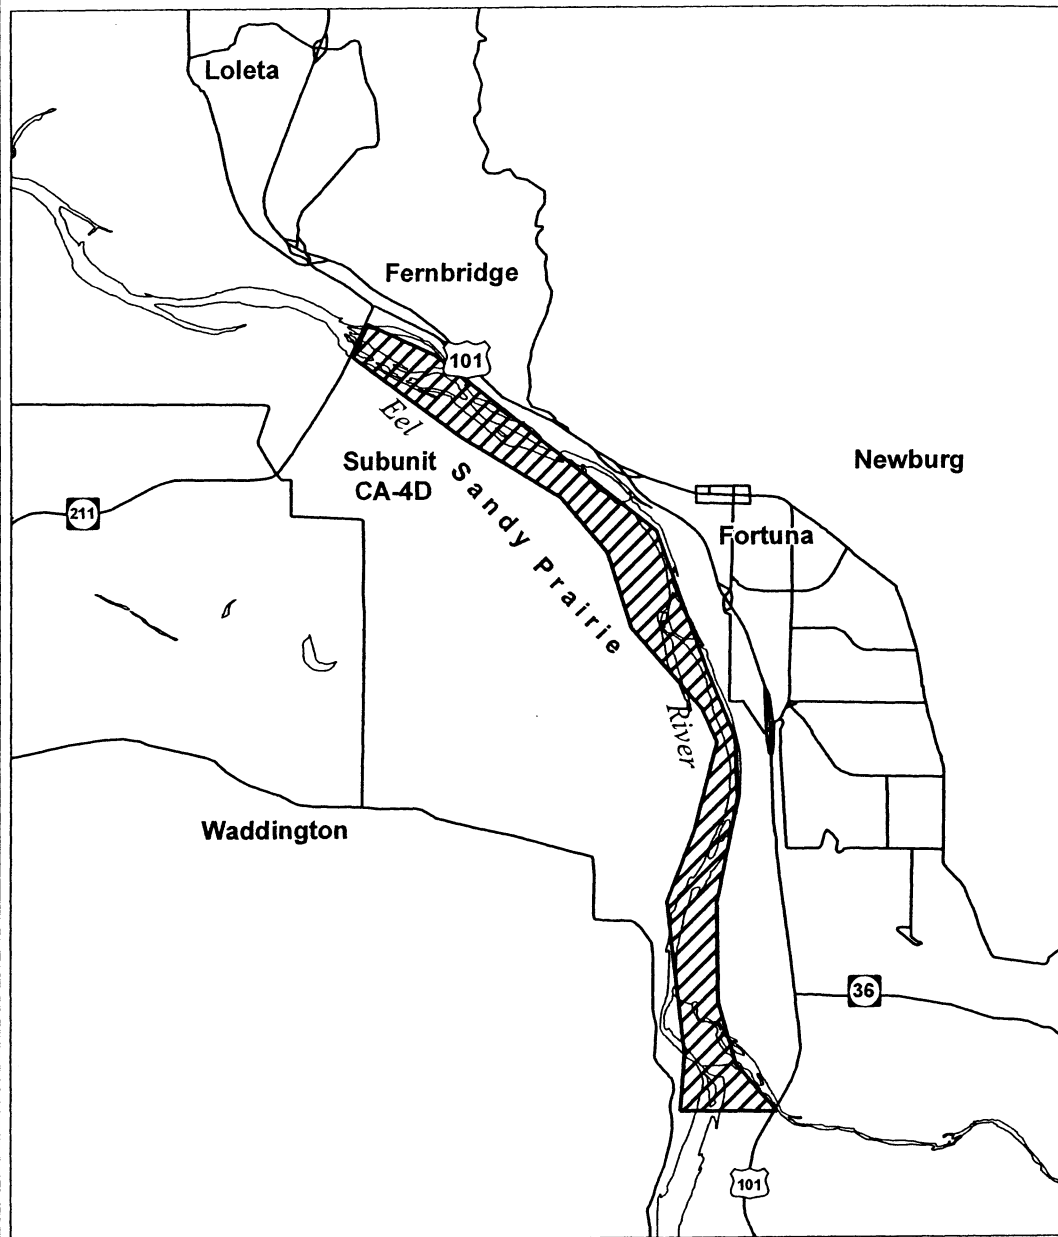 Loleta
Fernbridge
101
Eel
Subunit
CA-4D
Sandy Prairie
Newburg
211
Fortuna
River
Waddington
36
101